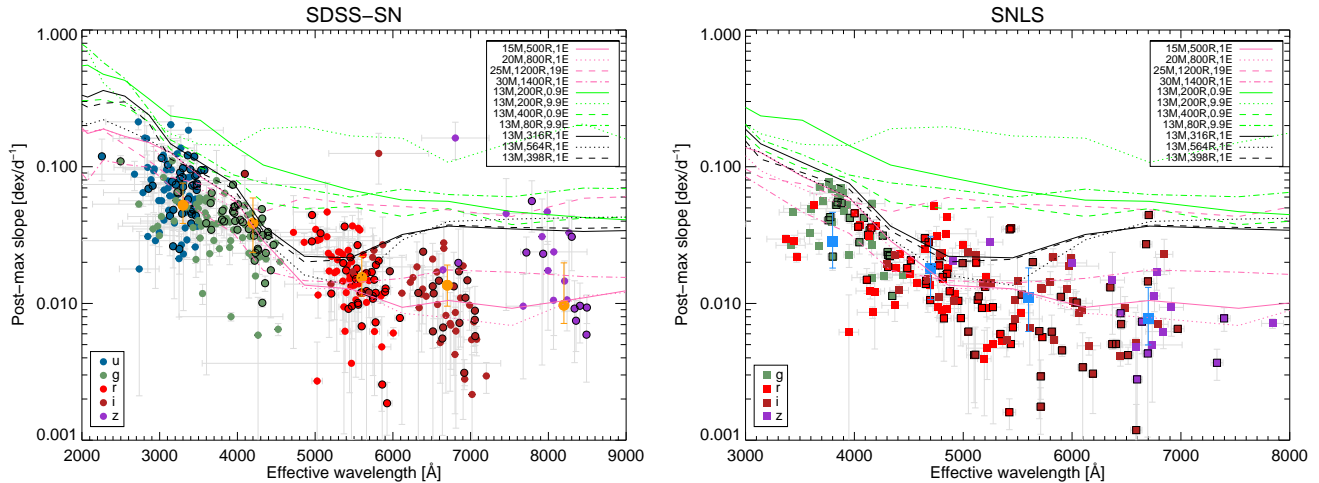 SDSS−SN
Post−max slope [dex/d⁻¹]
1.000
0.100
0.010
0.001
15M,500R,1E
20M,800R,1E
25M,1200R,19E
30M,1400R,1E
13M,200R,0.9E
13M,200R,9.9E
13M,400R,0.9E
13M,80R,9.9E
13M,316R,1E
13M,564R,1E
13M,398R,1E
u
g
r
i
z
2000 3000 4000 5000 6000 7000 8000 9000
Effective wavelength [Å]
SNLS
Post−max slope [dex/d⁻¹]
1.000
0.100
0.010
0.001
15M,500R,1E
20M,800R,1E
25M,1200R,19E
30M,1400R,1E
13M,200R,0.9E
13M,200R,9.9E
13M,400R,0.9E
13M,80R,9.9E
13M,316R,1E
13M,564R,1E
13M,398R,1E
g
r
i
z
3000 4000 5000 6000 7000 8000
Effective wavelength [Å]